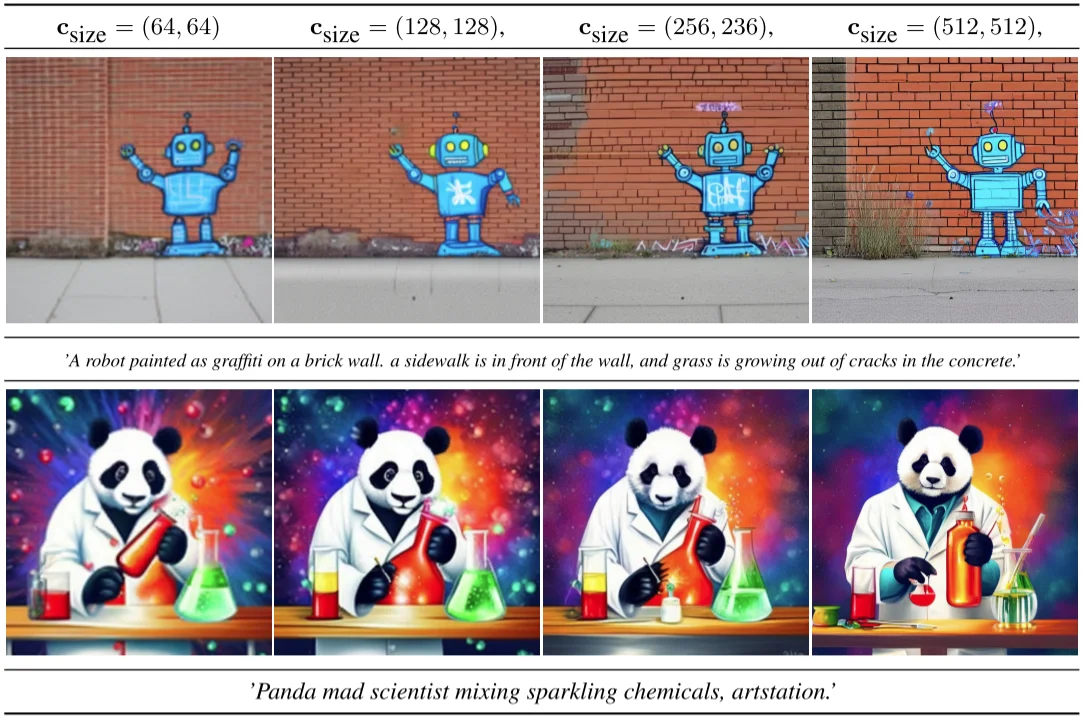 c_size = (64, 64)
c_size = (128, 128),
c_size = (256, 236),
c_size = (512, 512),
'A robot painted as graffiti on a brick wall. a sidewalk is in front of the wall, and grass is growing out of cracks in the concrete.'
'Panda mad scientist mixing sparkling chemicals, artstation.'